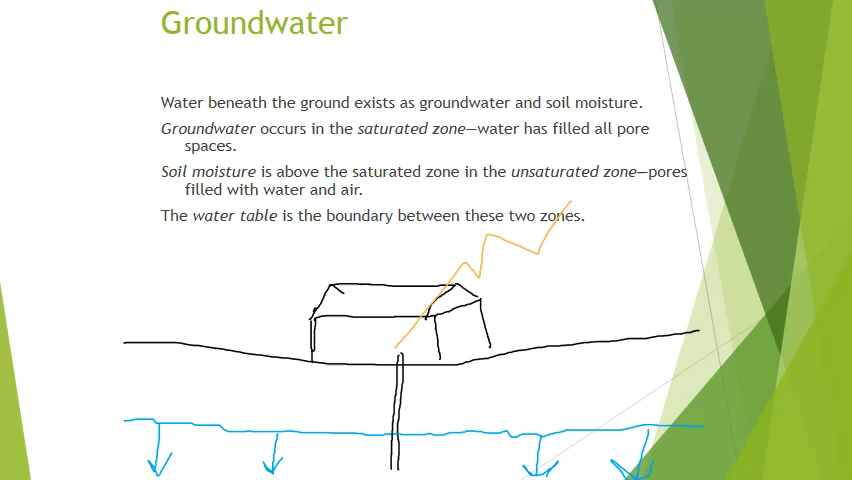 Groundwater
Water beneath the ground exists as groundwater and soil moisture.
Groundwater occurs in the saturated zone—water has filled all pore
spaces.
Soil moisture is above the saturated zone in the unsaturated zone—pores
filled with water and air.
The water table is the boundary between these two zones.